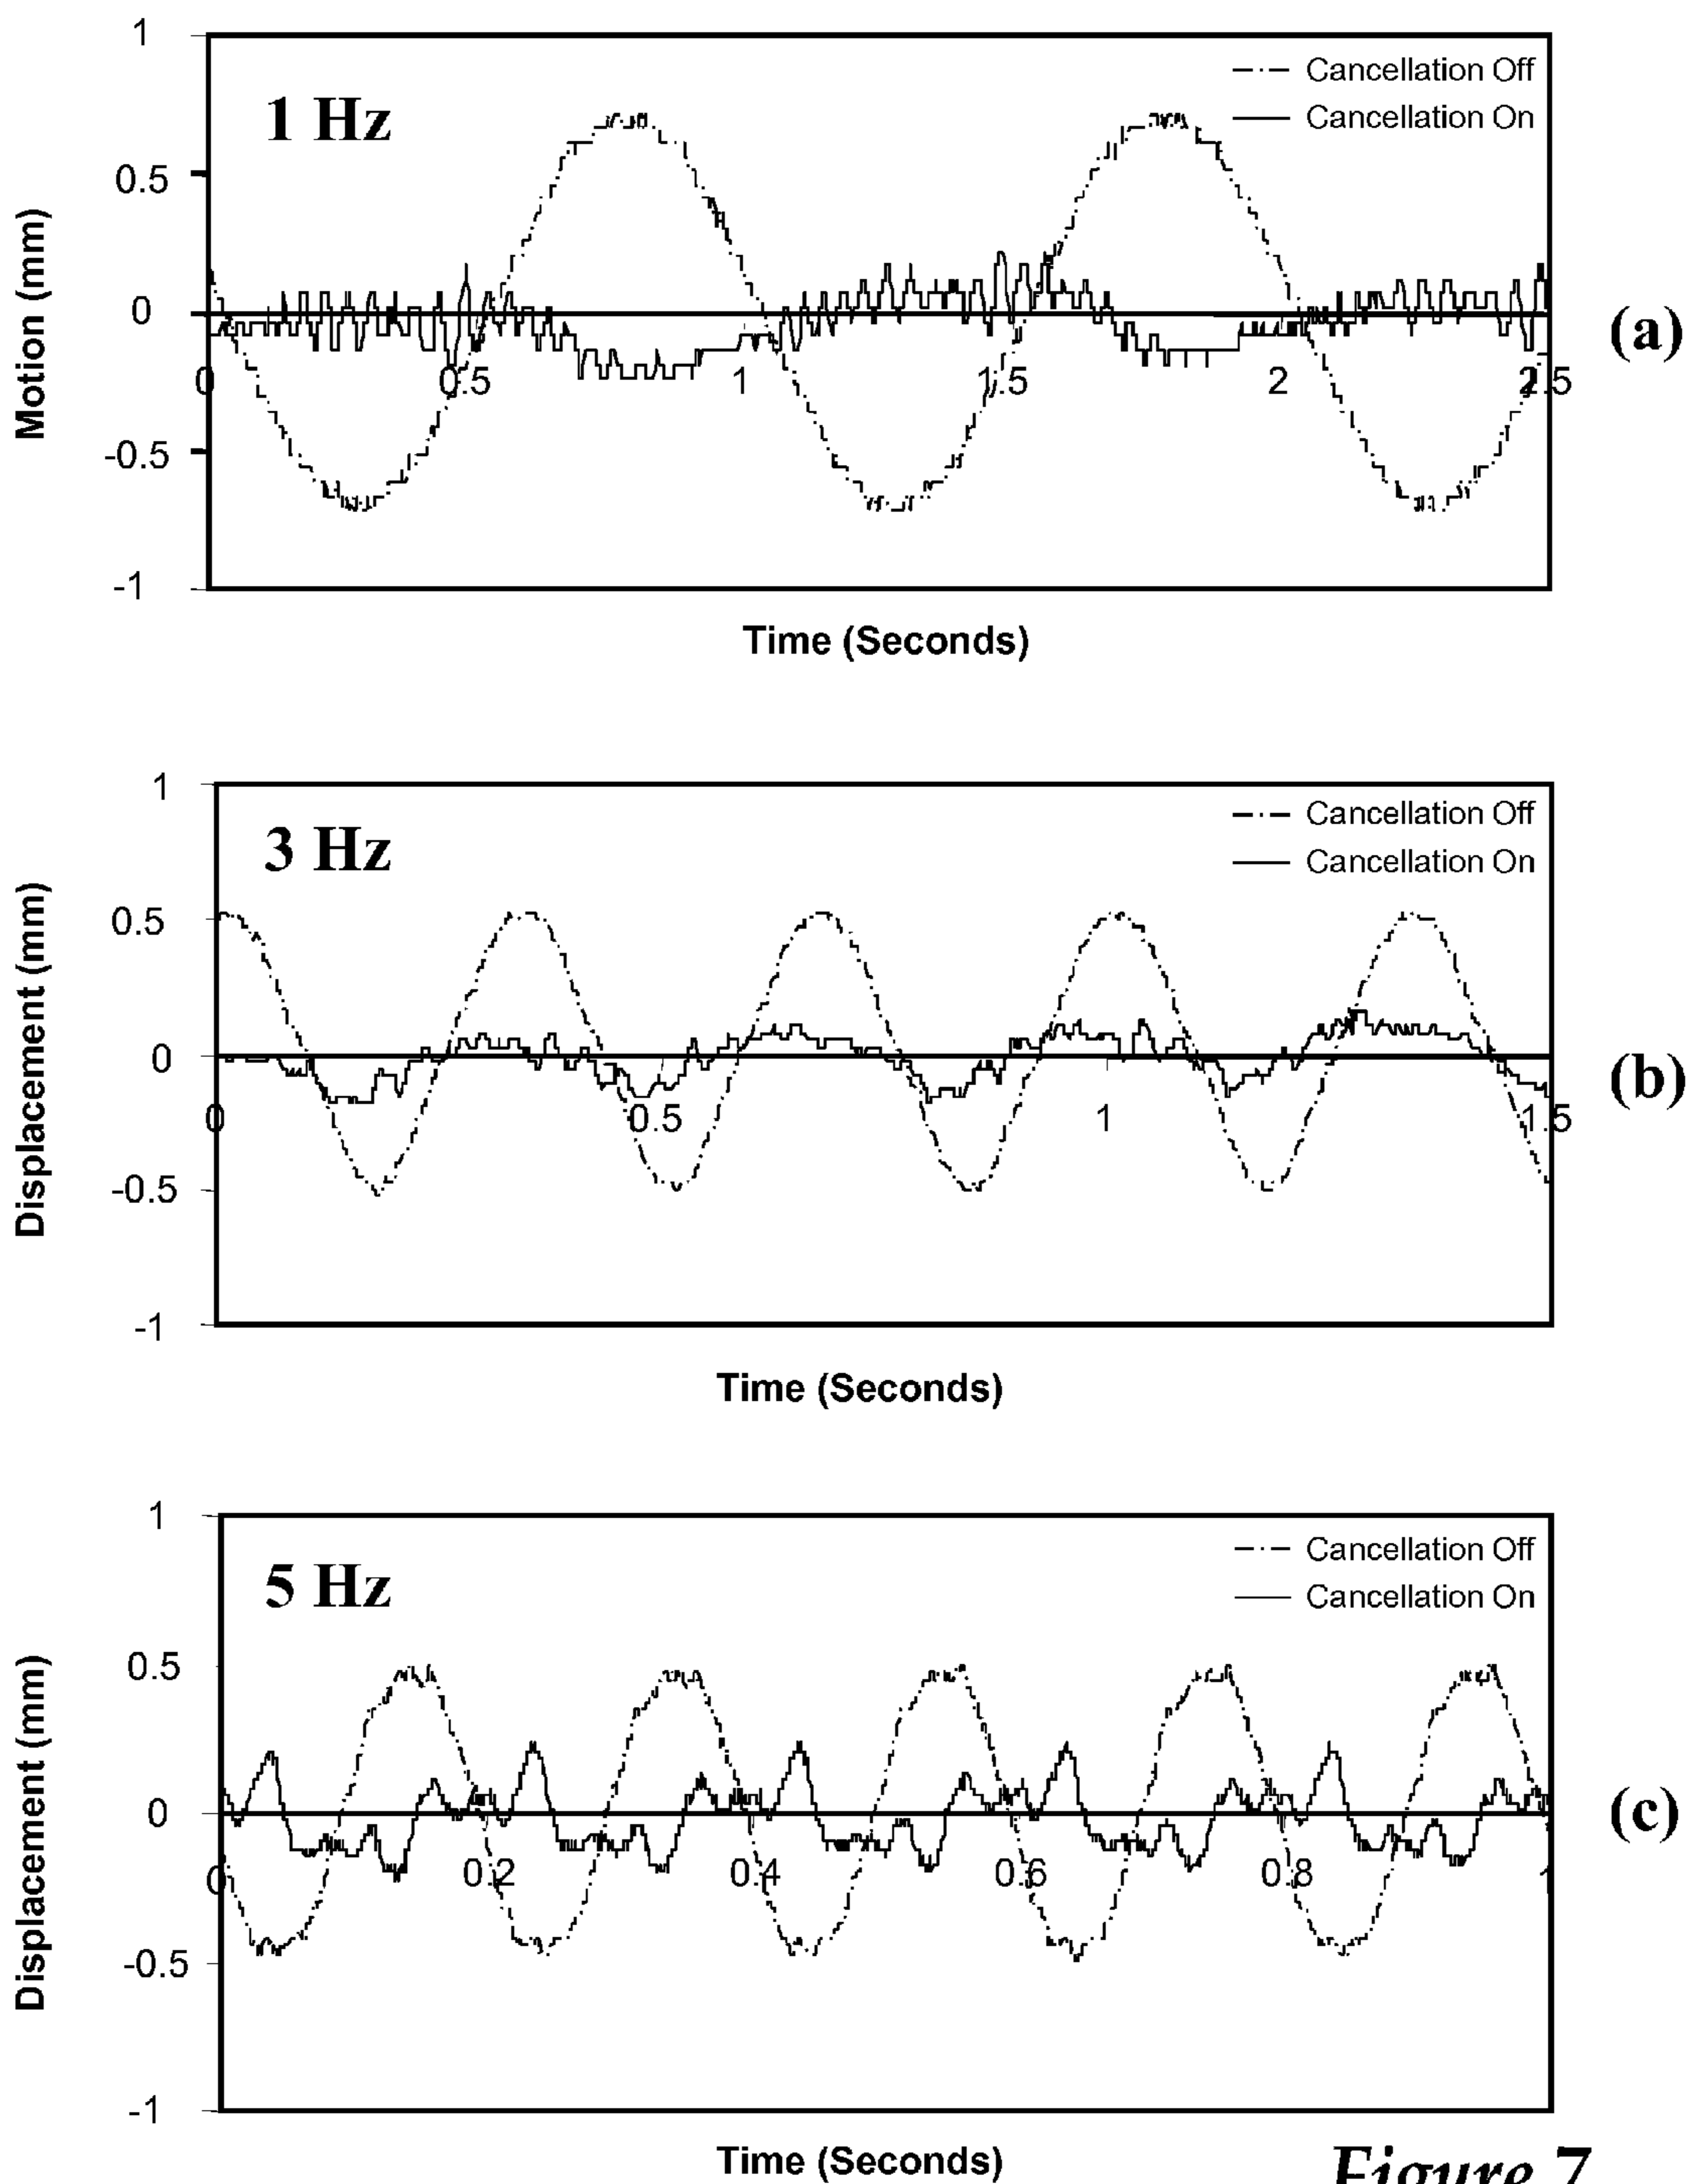 1
Cancellation Off
1 Hz
Cancellation On
0.5
Motion (mm)
0
(a)
0 0.5 1 1.5 2 2.5
-0.5
-1
Time (Seconds)
1
Cancellation Off
3 Hz
Cancellation On
0.5
Displacement (mm)
0
(b)
0 0.5 1 1.5
-0.5
-1
Time (Seconds)
1
Cancellation Off
5 Hz
Cancellation On
0.5
Displacement (mm)
0
(c)
0 0.2 0.4 0.6 0.8 1
-0.5
-1
Time (Seconds)
Figure 7